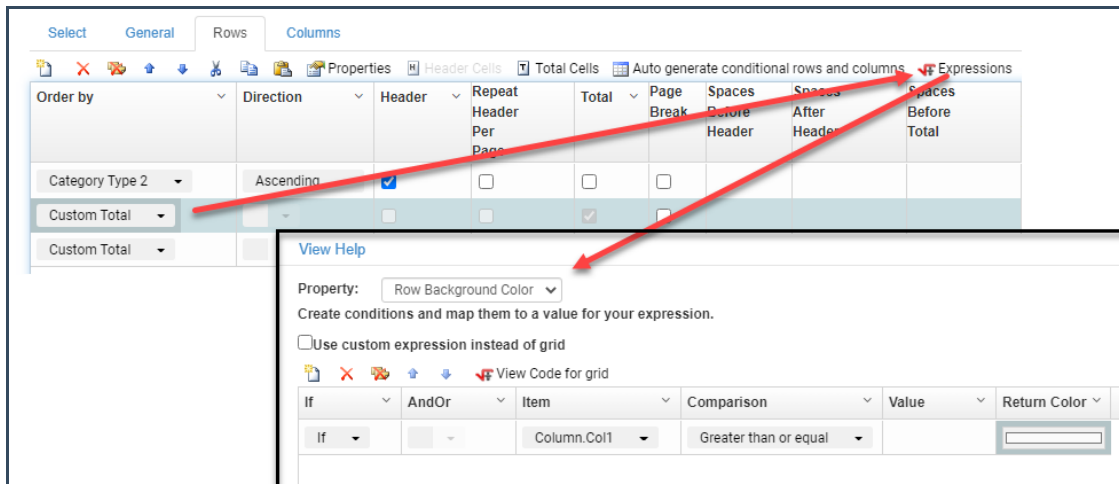 Select General Rows Columns
Properties Header Cells Total Cells Auto generate conditional rows and columns Expressions
Order by Direction Header Repeat Header Per Page Total Page Break Spaces Before Header Spaces After Header Spaces Before Total
Category Type 2 Ascending
Custom Total
Custom Total
View Help
Property: Row Background Color
Create conditions and map them to a value for your expression.
Use custom expression instead of grid
View Code for grid
If AndOr Item Comparison Value Return Color
If Column.Col1 Greater than or equal